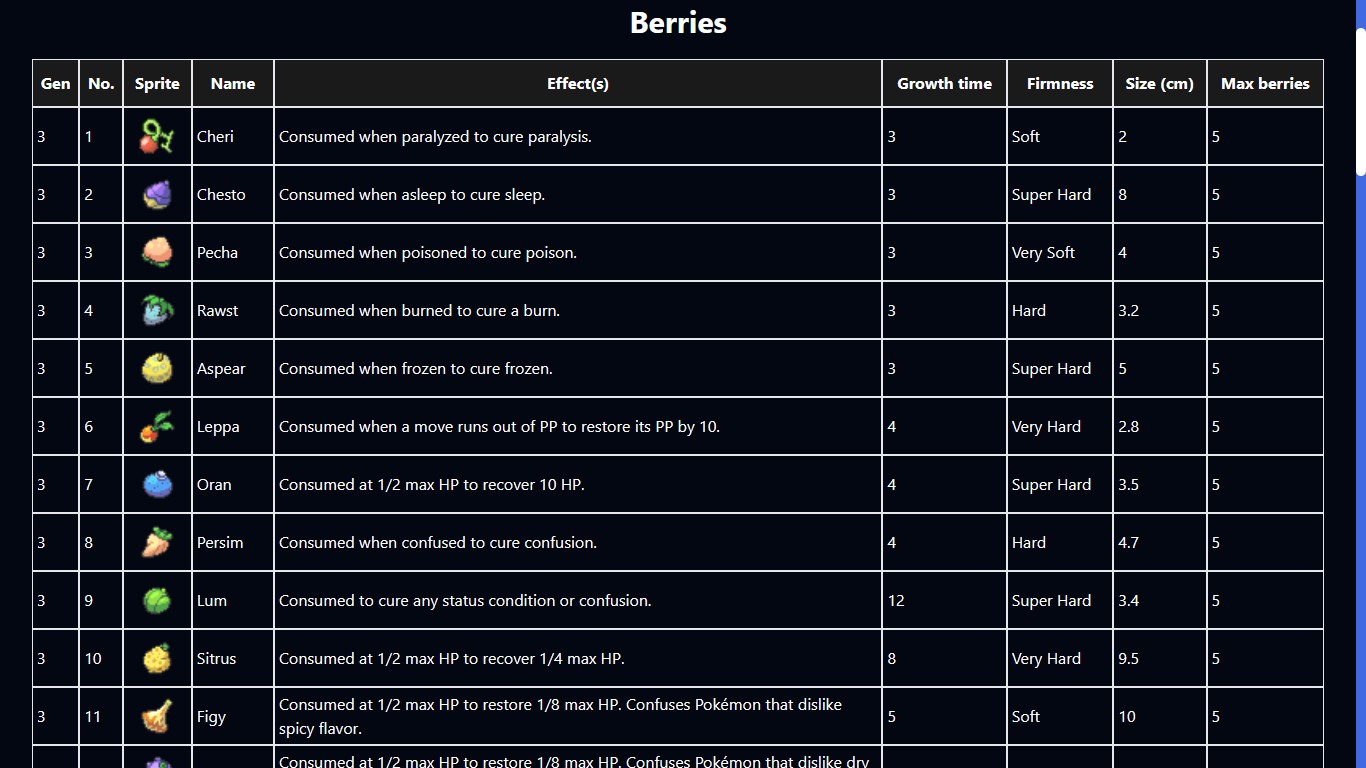 Berries
Gen No. Sprite Name Effect(s) Growth time Firmness Size (cm) Max berries
3 1 Cheri Consumed when paralyzed to cure paralysis. 3 Soft 2 5
3 2 Chesto Consumed when asleep to cure sleep. 3 Super Hard 8 5
3 3 Pecha Consumed when poisoned to cure poison. 3 Very Soft 4 5
3 4 Rawst Consumed when burned to cure a burn. 3 Hard 3.2 5
3 5 Aspear Consumed when frozen to cure frozen. 3 Super Hard 5 5
3 6 Leppa Consumed when a move runs out of PP to restore its PP by 10. 4 Very Hard 2.8 5
3 7 Oran Consumed at 1/2 max HP to recover 10 HP. 4 Super Hard 3.5 5
3 8 Persim Consumed when confused to cure confusion. 4 Hard 4.7 5
3 9 Lum Consumed to cure any status condition or confusion. 12 Super Hard 3.4 5
3 10 Sitrus Consumed at 1/2 max HP to recover 1/4 max HP. 8 Very Hard 9.5 5
3 11 Figy Consumed at 1/2 max HP to restore 1/8 max HP. Confuses Pokémon that dislike 5 Soft 10 5
spicy flavor.
Consumed at 1/2 max HP to restore 1/8 max HP. Confuses Pokémon that dislike dry